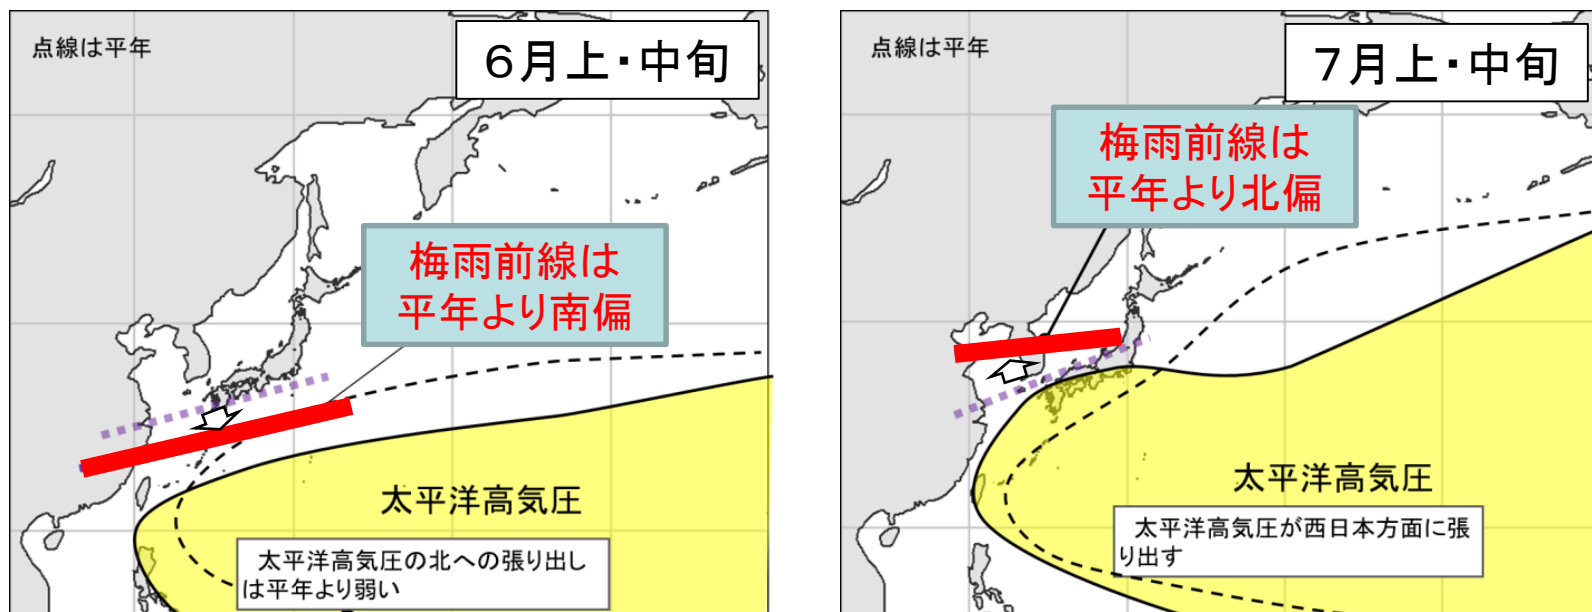 点線は平年
6月上・中旬
梅雨前線は
平年より南偏
太平洋高気圧
太平洋高気圧の北への張り出し
は平年より弱い
点線は平年
7月上・中旬
梅雨前線は
平年より北偏
太平洋高気圧
太平洋高気圧が西日本方面に張
り出す